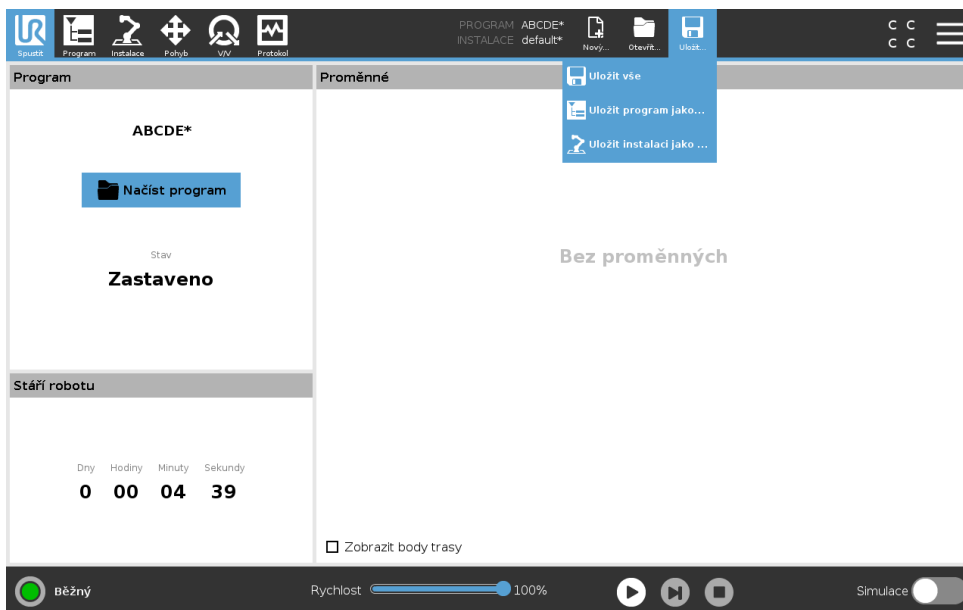 UR
PROGRAM ABCDE*
INSTALACE default*
Spustit Program Instalace Pohyb V/V Protokol
Nový... Otevřít... Uložit...
C C
C C
Uložit vše
Uložit program jako...
Uložit instalaci jako ...
Program
ABCDE*
Načíst program
Stav
Zastaveno
Stáří robotu
Dny Hodiny Minuty Sekundy
0 00 04 39
Proměnné
Bez proměnných
Zobrazit body trasy
Běžný
Rychlost 100%
Simulace